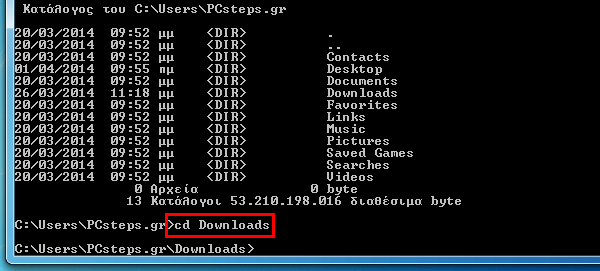 Κατάλογος του C:\Users\PCsteps.gr
20/03/2014 09:52 μμ <DIR> .
20/03/2014 09:52 μμ <DIR> ..
20/03/2014 09:52 μμ <DIR> Contacts
01/04/2014 09:55 πμ <DIR> Desktop
20/03/2014 09:52 μμ <DIR> Documents
26/03/2014 11:18 μμ <DIR> Downloads
20/03/2014 09:52 μμ <DIR> Favorites
20/03/2014 09:52 μμ <DIR> Links
20/03/2014 09:52 μμ <DIR> Music
20/03/2014 09:52 μμ <DIR> Pictures
20/03/2014 09:52 μμ <DIR> Saved Games
20/03/2014 09:52 μμ <DIR> Searches
20/03/2014 09:52 μμ <DIR> Videos
0 Αρχεία 0 byte
13 Κατάλογοι 53.210.198.016 διαθέσιμα byte
C:\Users\PCsteps.gr>cd Downloads
C:\Users\PCsteps.gr\Downloads>